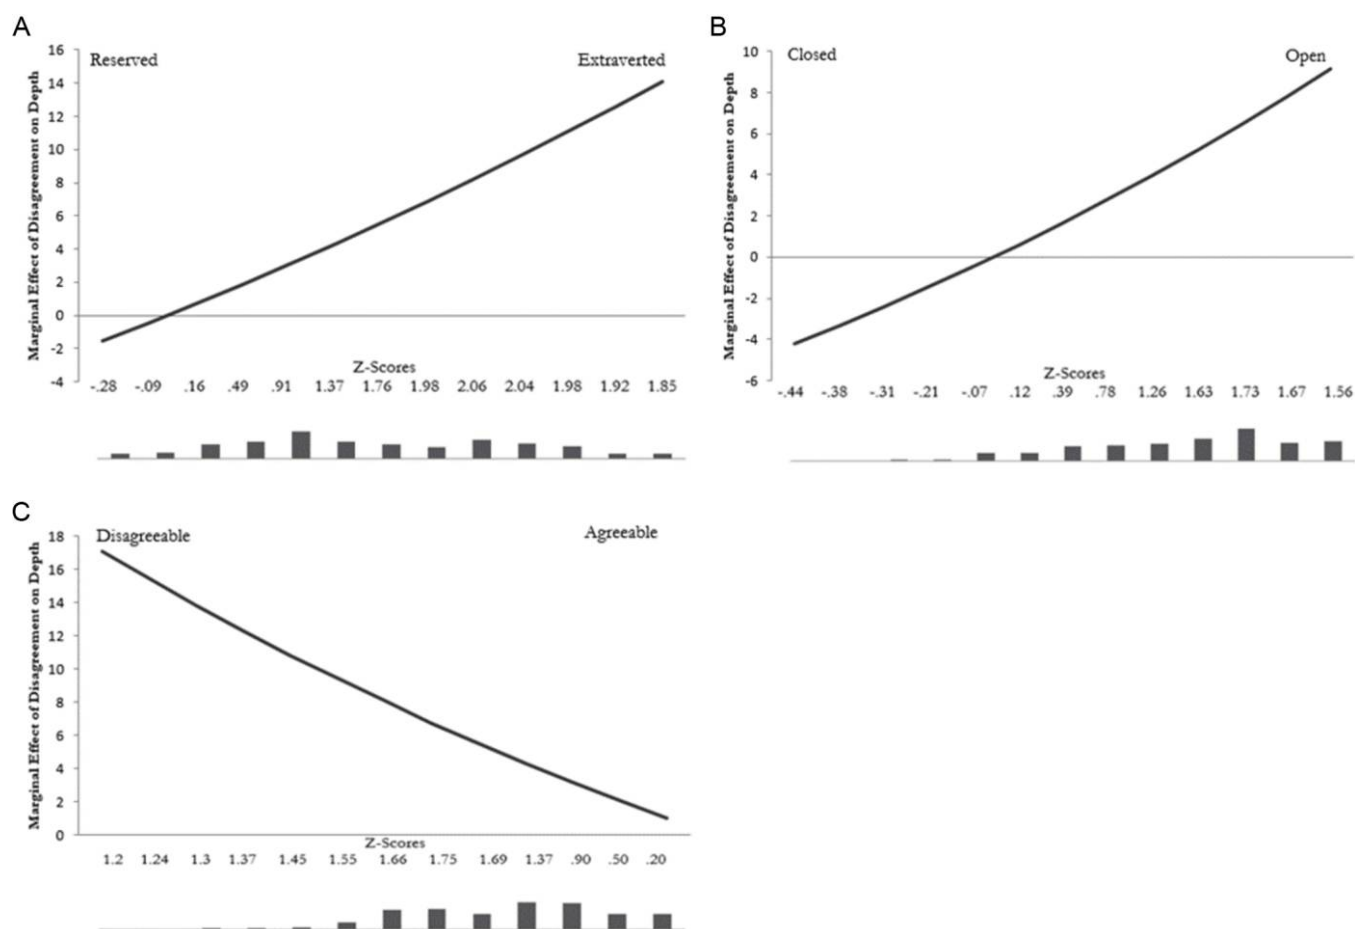 A
Marginal Effect of Disagreement on Depth
16
14
12
10
8
6
4
2
0
-2
-4
Reserved
Extraverted
Z-Scores
-.28 -.09 .16 .49 .91 1.37 1.76 1.98 2.06 2.04 1.98 1.92 1.85
B
Marginal Effect of Disagreement on Depth
10
8
6
4
2
0
-2
-4
-6
Closed
Open
Z-Scores
-.44 -.38 -.31 -.21 -.07 .12 .39 .78 1.26 1.63 1.73 1.67 1.56
C
Marginal Effect of Disagreement on Depth
18
16
14
12
10
8
6
4
2
0
Disagreeable
Agreeable
Z-Scores
1.2 1.24 1.3 1.37 1.45 1.55 1.66 1.75 1.69 1.37 .90 .50 .20